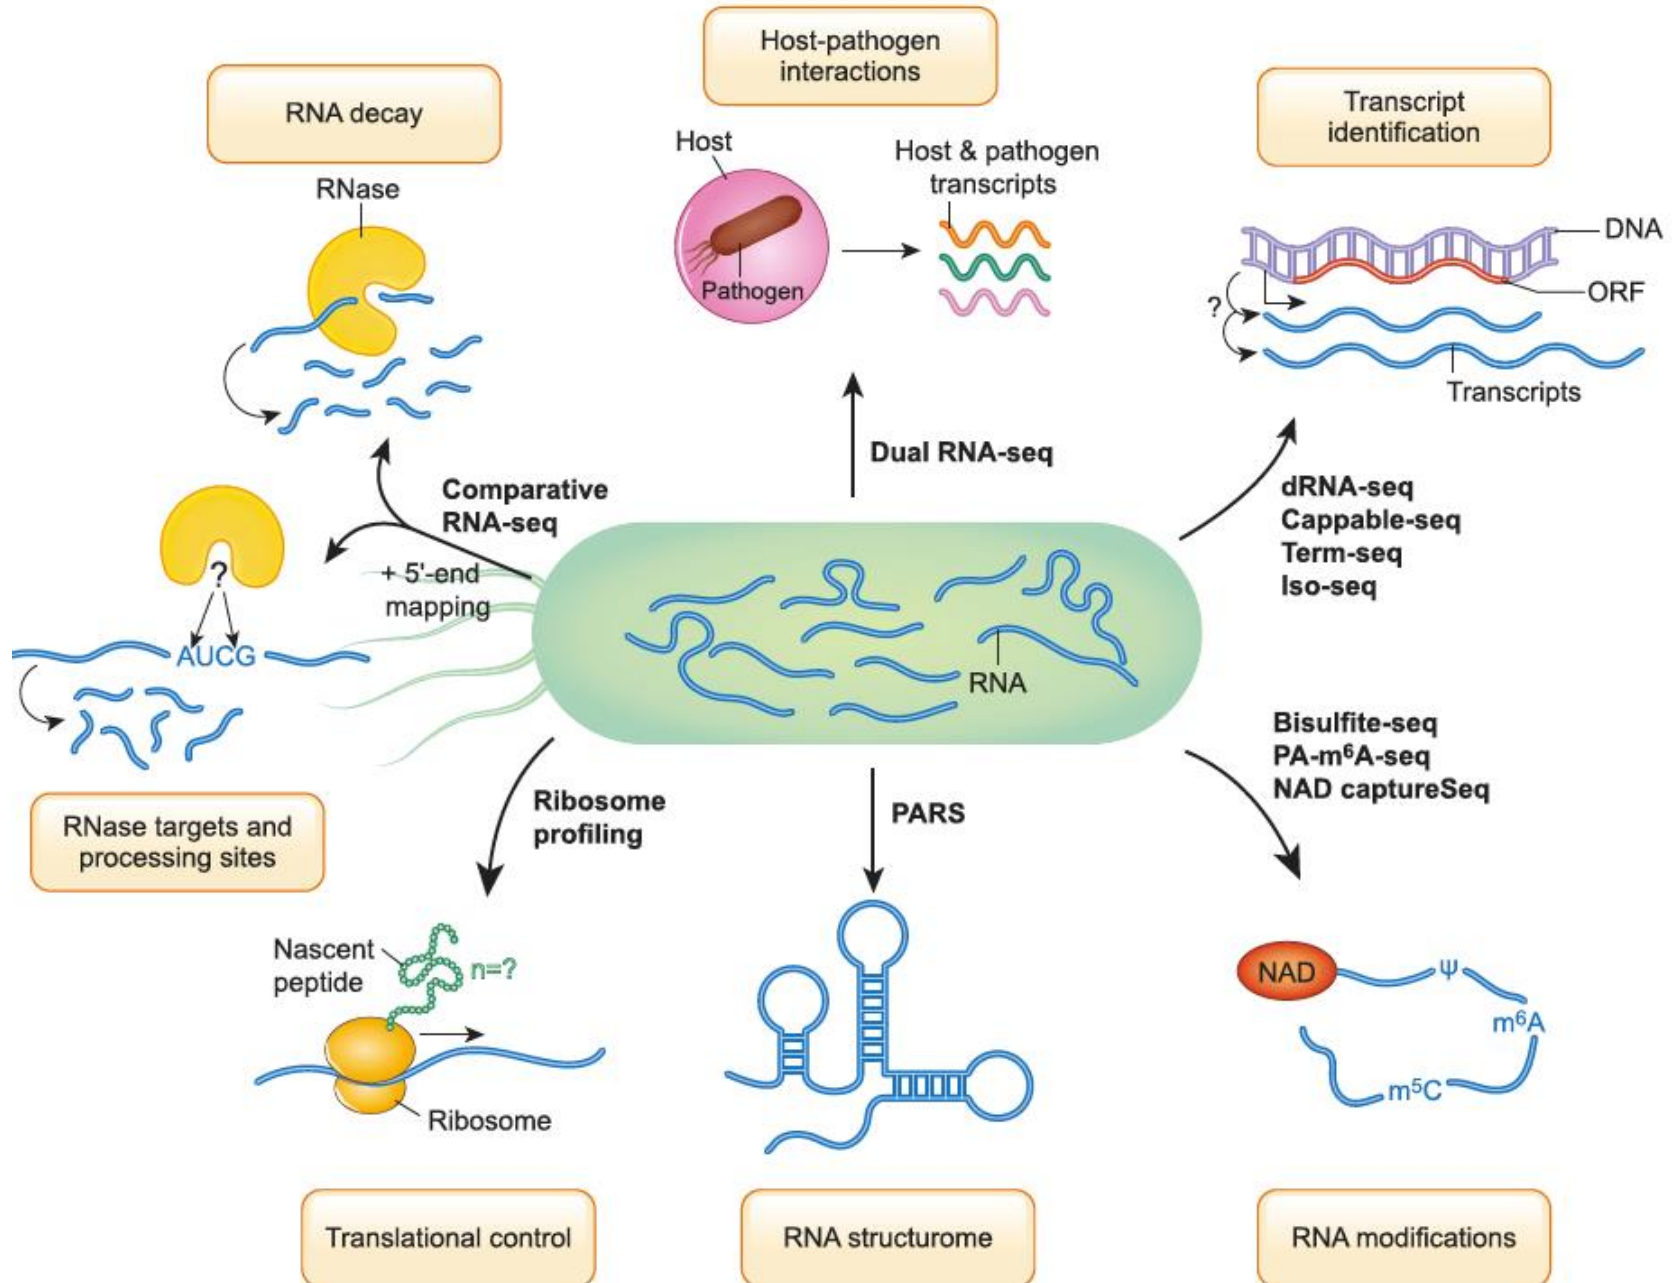 Host-pathogen
interactions
Host
Host & pathogen
transcripts
Pathogen
Dual RNA-seq
RNA decay
RNase
Comparative
RNA-seq
+ 5'-end
mapping
?
AUCG
RNase targets and
processing sites
Transcript
identification
DNA
ORF
?
Transcripts
dRNA-seq
Cappable-seq
Term-seq
Iso-seq
RNA
Ribosome
profiling
Nascent
peptide
n=?
Ribosome
Translational control
PARS
RNA structurome
Bisulfite-seq
PA-m⁶A-seq
NAD captureSeq
NAD
Ψ
m⁶A
m⁵C
RNA modifications